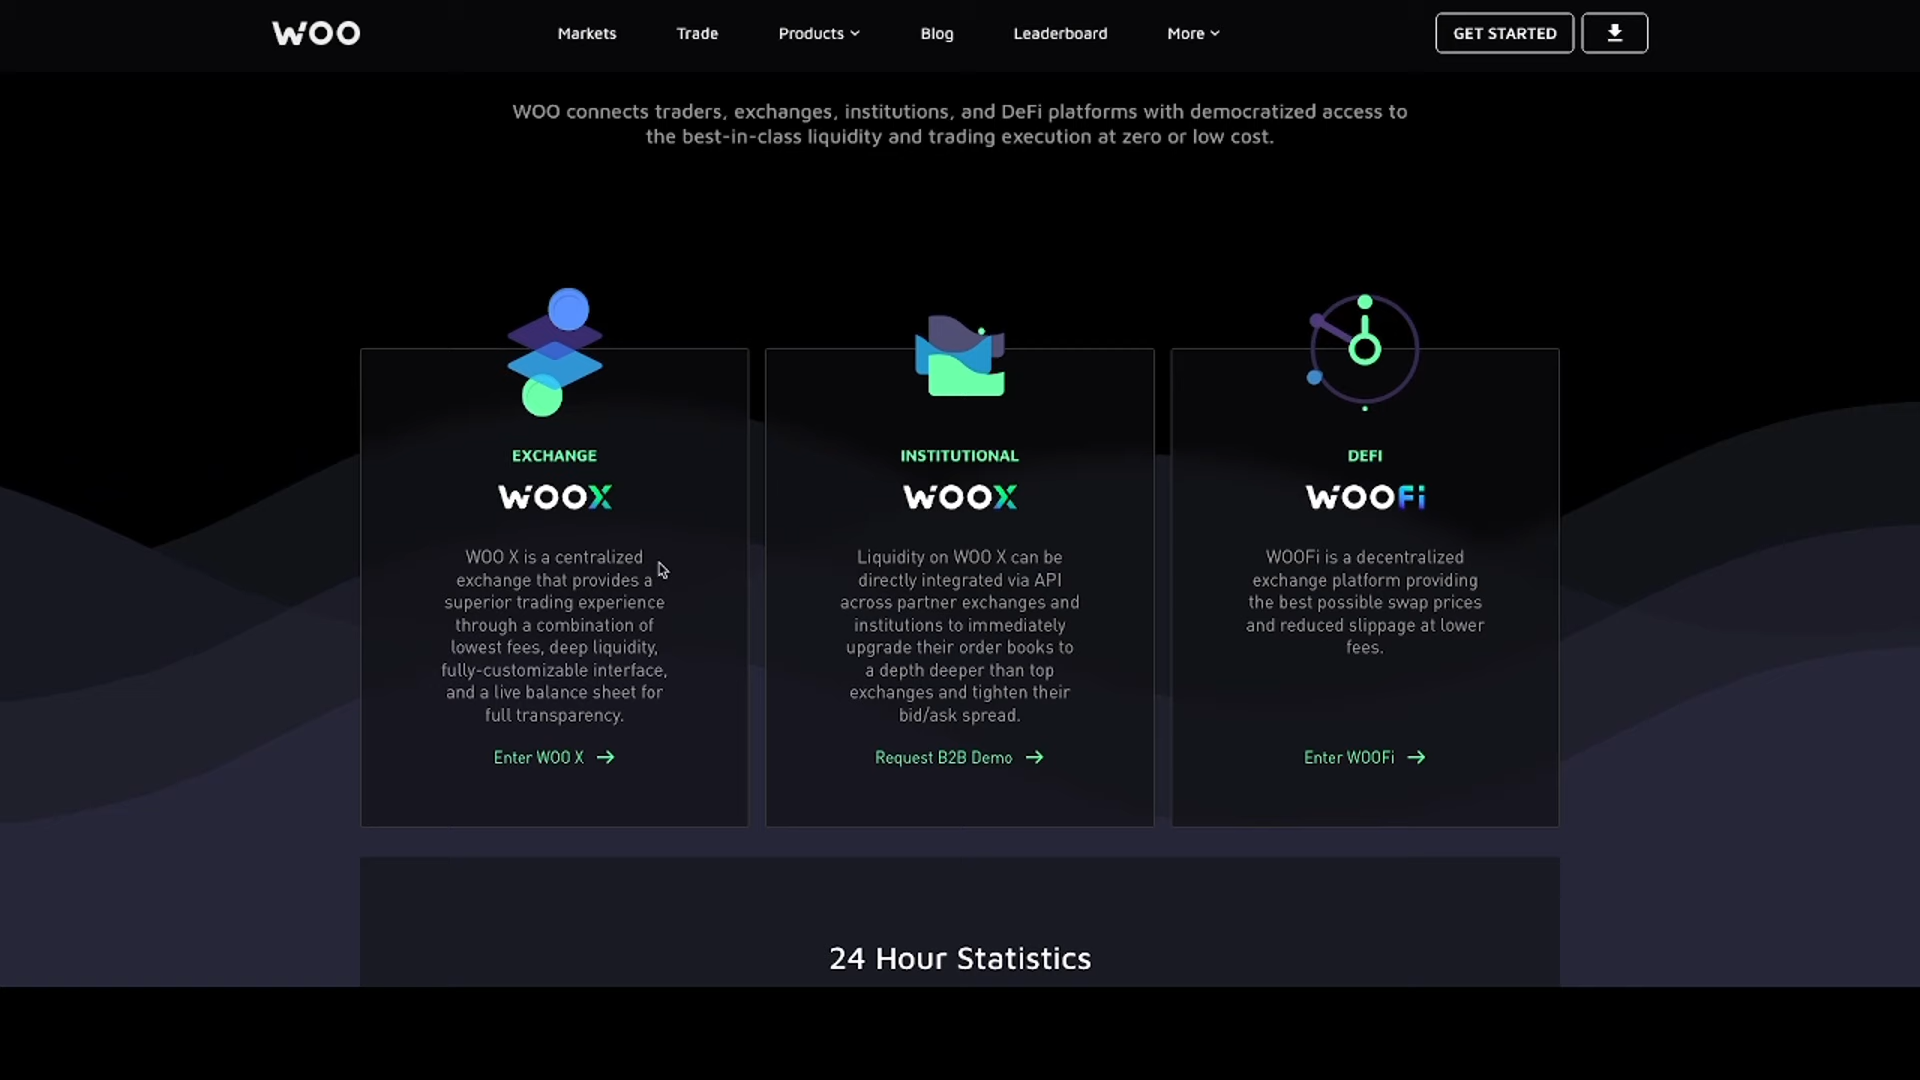 WOO
Markets
Trade
Products
Blog
Leaderboard
More
GET STARTED
WOO connects traders, exchanges, institutions, and DeFi platforms with democratized access to
the best-in-class liquidity and trading execution at zero or low cost.
EXCHANGE
WOOX
WOO X is a centralized
exchange that provides a
superior trading experience
through a combination of
lowest fees, deep liquidity,
fully-customizable interface,
and a live balance sheet for
full transparency.
Enter WOO X
INSTITUTIONAL
WOOX
Liquidity on WOO X can be
directly integrated via API
across partner exchanges and
institutions to immediately
upgrade their order books to
a depth deeper than top
exchanges and tighten their
bid/ask spread.
Request B2B Demo
DEFI
WOOFi
WOOFi is a decentralized
exchange platform providing
the best possible swap prices
and reduced slippage at lower
fees.
Enter WOOFi
24 Hour Statistics